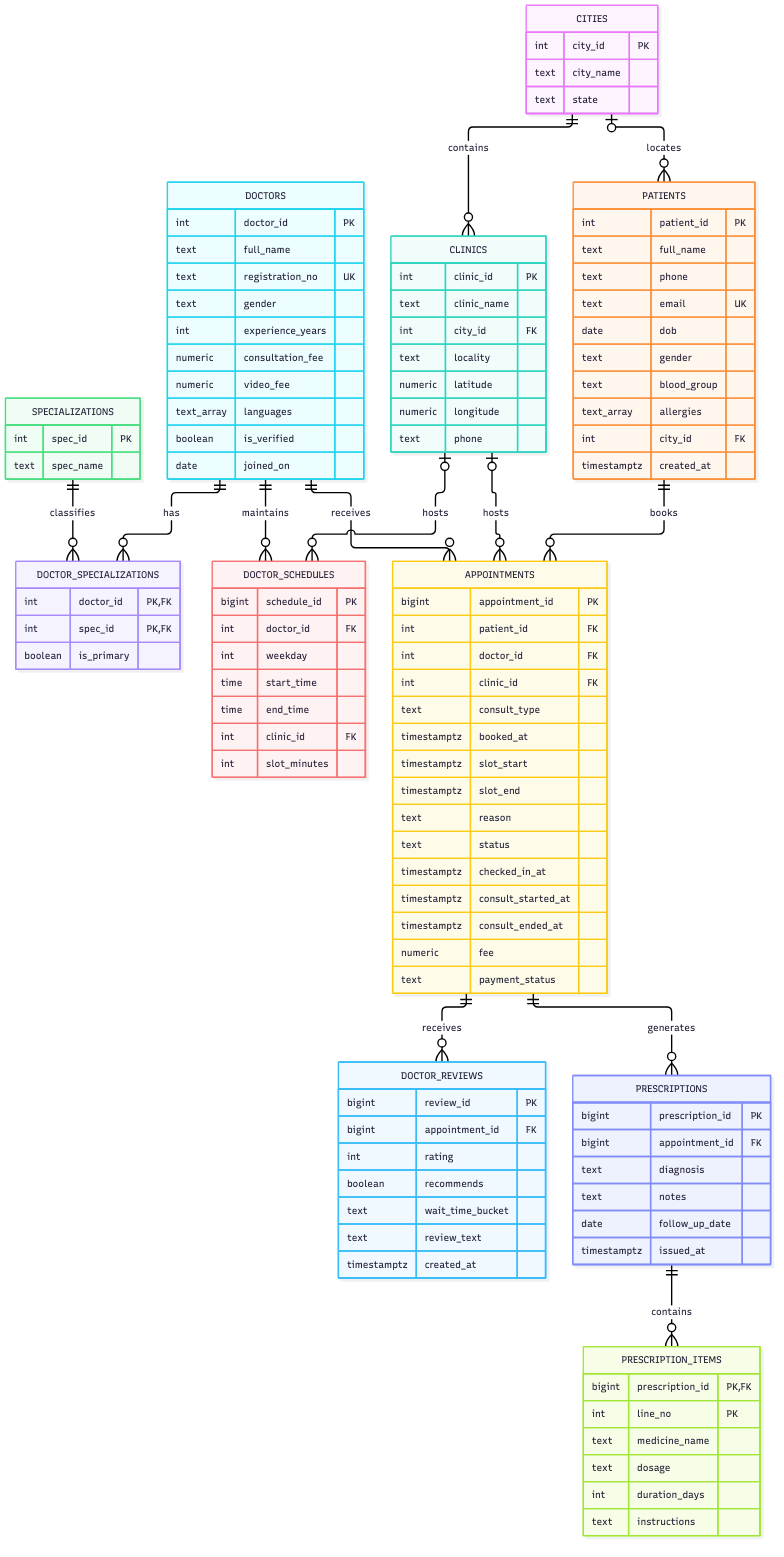 CITIES
int city_id PK
text city_name
text state
contains
locates
DOCTORS
int doctor_id PK
text full_name
text registration_no UK
text gender
int experience_years
numeric consultation_fee
numeric video_fee
text_array languages
boolean is_verified
date joined_on
CLINICS
int clinic_id PK
text clinic_name
int city_id FK
text locality
numeric latitude
numeric longitude
text phone
PATIENTS
int patient_id PK
text full_name
text phone
text email UK
date dob
text gender
text blood_group
text_array allergies
int city_id FK
timestamptz created_at
SPECIALIZATIONS
int spec_id PK
text spec_name
classifies
has
maintains
receives
hosts
hosts
books
DOCTOR_SPECIALIZATIONS
int doctor_id PK,FK
int spec_id PK,FK
boolean is_primary
DOCTOR_SCHEDULES
bigint schedule_id PK
int doctor_id FK
int weekday
time start_time
time end_time
int clinic_id FK
int slot_minutes
APPOINTMENTS
bigint appointment_id PK
int patient_id FK
int doctor_id FK
int clinic_id FK
text consult_type
timestamptz booked_at
timestamptz slot_start
timestamptz slot_end
text reason
text status
timestamptz checked_in_at
timestamptz consult_started_at
timestamptz consult_ended_at
numeric fee
text payment_status
receives
generates
DOCTOR_REVIEWS
bigint review_id PK
bigint appointment_id FK
int rating
boolean recommends
text wait_time_bucket
text review_text
timestamptz created_at
PRESCRIPTIONS
bigint prescription_id PK
bigint appointment_id FK
text diagnosis
text notes
date follow_up_date
timestamptz issued_at
contains
PRESCRIPTION_ITEMS
bigint prescription_id PK,FK
int line_no PK
text medicine_name
text dosage
int duration_days
text instructions